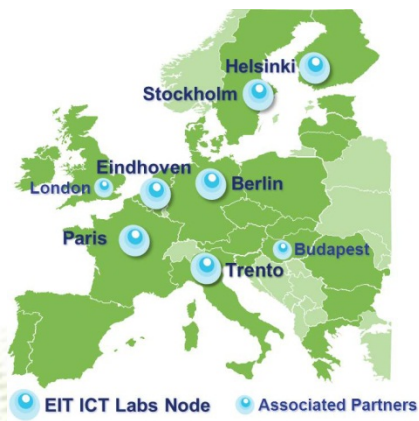 Helsinki
Stockholm
Eindhoven
London
Berlin
Paris
Budapest
Trento
EIT ICT Labs Node
Associated Partners